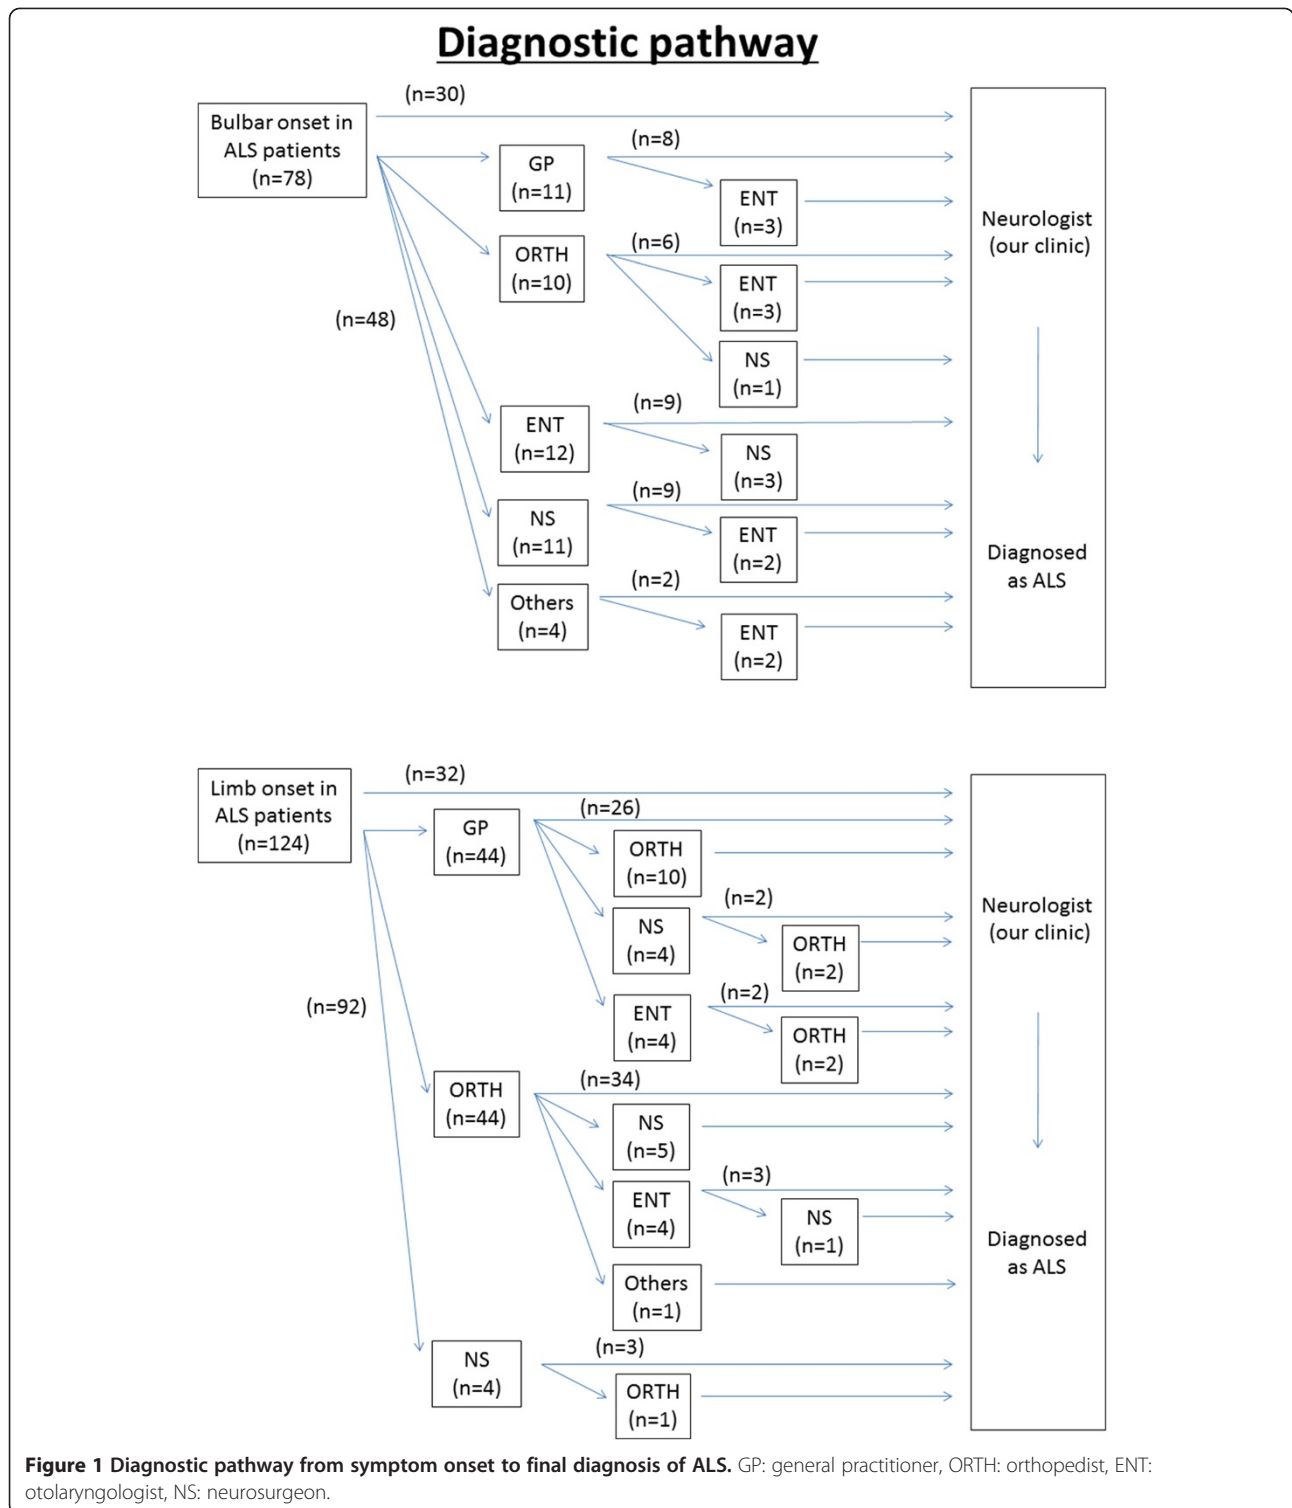 Diagnostic pathway
Bulbar onset in
ALS patients
(n=78)
(n=30)
(n=48)
GP
(n=11)
(n=8)
ENT
(n=3)
ORTH
(n=10)
(n=6)
ENT
(n=3)
NS
(n=1)
ENT
(n=12)
(n=9)
NS
(n=3)
NS
(n=11)
(n=9)
ENT
(n=2)
Others
(n=4)
(n=2)
ENT
(n=2)
Neurologist
(our clinic)
Diagnosed
as ALS
Limb onset in
ALS patients
(n=124)
(n=32)
(n=92)
GP
(n=44)
(n=26)
ORTH
(n=10)
NS
(n=4)
(n=2)
ORTH
(n=2)
ENT
(n=4)
(n=2)
ORTH
(n=2)
ORTH
(n=44)
(n=34)
NS
(n=5)
ENT
(n=4)
(n=3)
NS
(n=1)
Others
(n=1)
NS
(n=4)
(n=3)
ORTH
(n=1)
Neurologist
(our clinic)
Diagnosed
as ALS
Figure 1 Diagnostic pathway from symptom onset to final diagnosis of ALS. GP: general practitioner, ORTH: orthopedist, ENT:
otolaryngologist, NS: neurosurgeon.